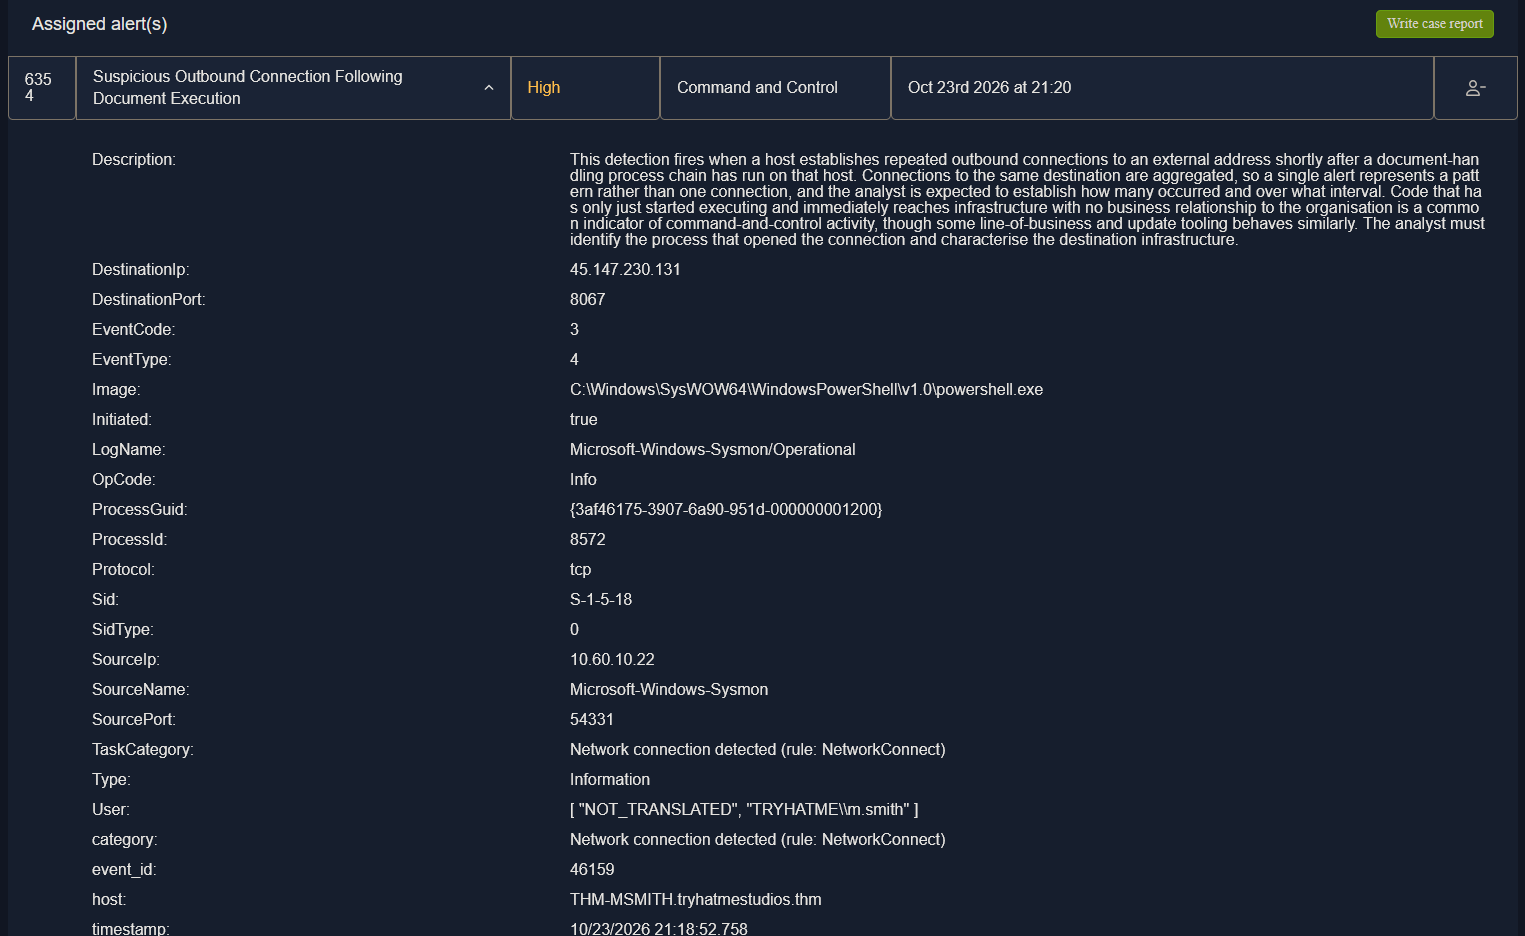 Assigned alert(s)
Write case report
635
4
Suspicious Outbound Connection Following
Document Execution
High
Command and Control
Oct 23rd 2026 at 21:20
Description:
This detection fires when a host establishes repeated outbound connections to an external address shortly after a document-han
dling process chain has run on that host. Connections to the same destination are aggregated, so a single alert represents a patt
ern rather than one connection, and the analyst is expected to establish how many occurred and over what interval. Code that ha
s only just started executing and immediately reaches infrastructure with no business relationship to the organisation is a commo
n indicator of command-and-control activity, though some line-of-business and update tooling behaves similarly. The analyst must
identify the process that opened the connection and characterise the destination infrastructure.
DestinationIp:
45.147.230.131
DestinationPort:
8067
EventCode:
3
EventType:
4
Image:
C:\Windows\SysWOW64\WindowsPowerShell\v1.0\powershell.exe
Initiated:
true
LogName:
Microsoft-Windows-Sysmon/Operational
OpCode:
Info
ProcessGuid:
{3af46175-3907-6a90-951d-000000001200}
ProcessId:
8572
Protocol:
tcp
Sid:
S-1-5-18
SidType:
0
SourceIp:
10.60.10.22
SourceName:
Microsoft-Windows-Sysmon
SourcePort:
54331
TaskCategory:
Network connection detected (rule: NetworkConnect)
Type:
Information
User:
[ "NOT_TRANSLATED", "TRYHATME\\m.smith" ]
category:
Network connection detected (rule: NetworkConnect)
event_id:
46159
host:
THM-MSMITH.tryhatmestudios.thm
timestamp:
10/23/2026 21:18:52.758